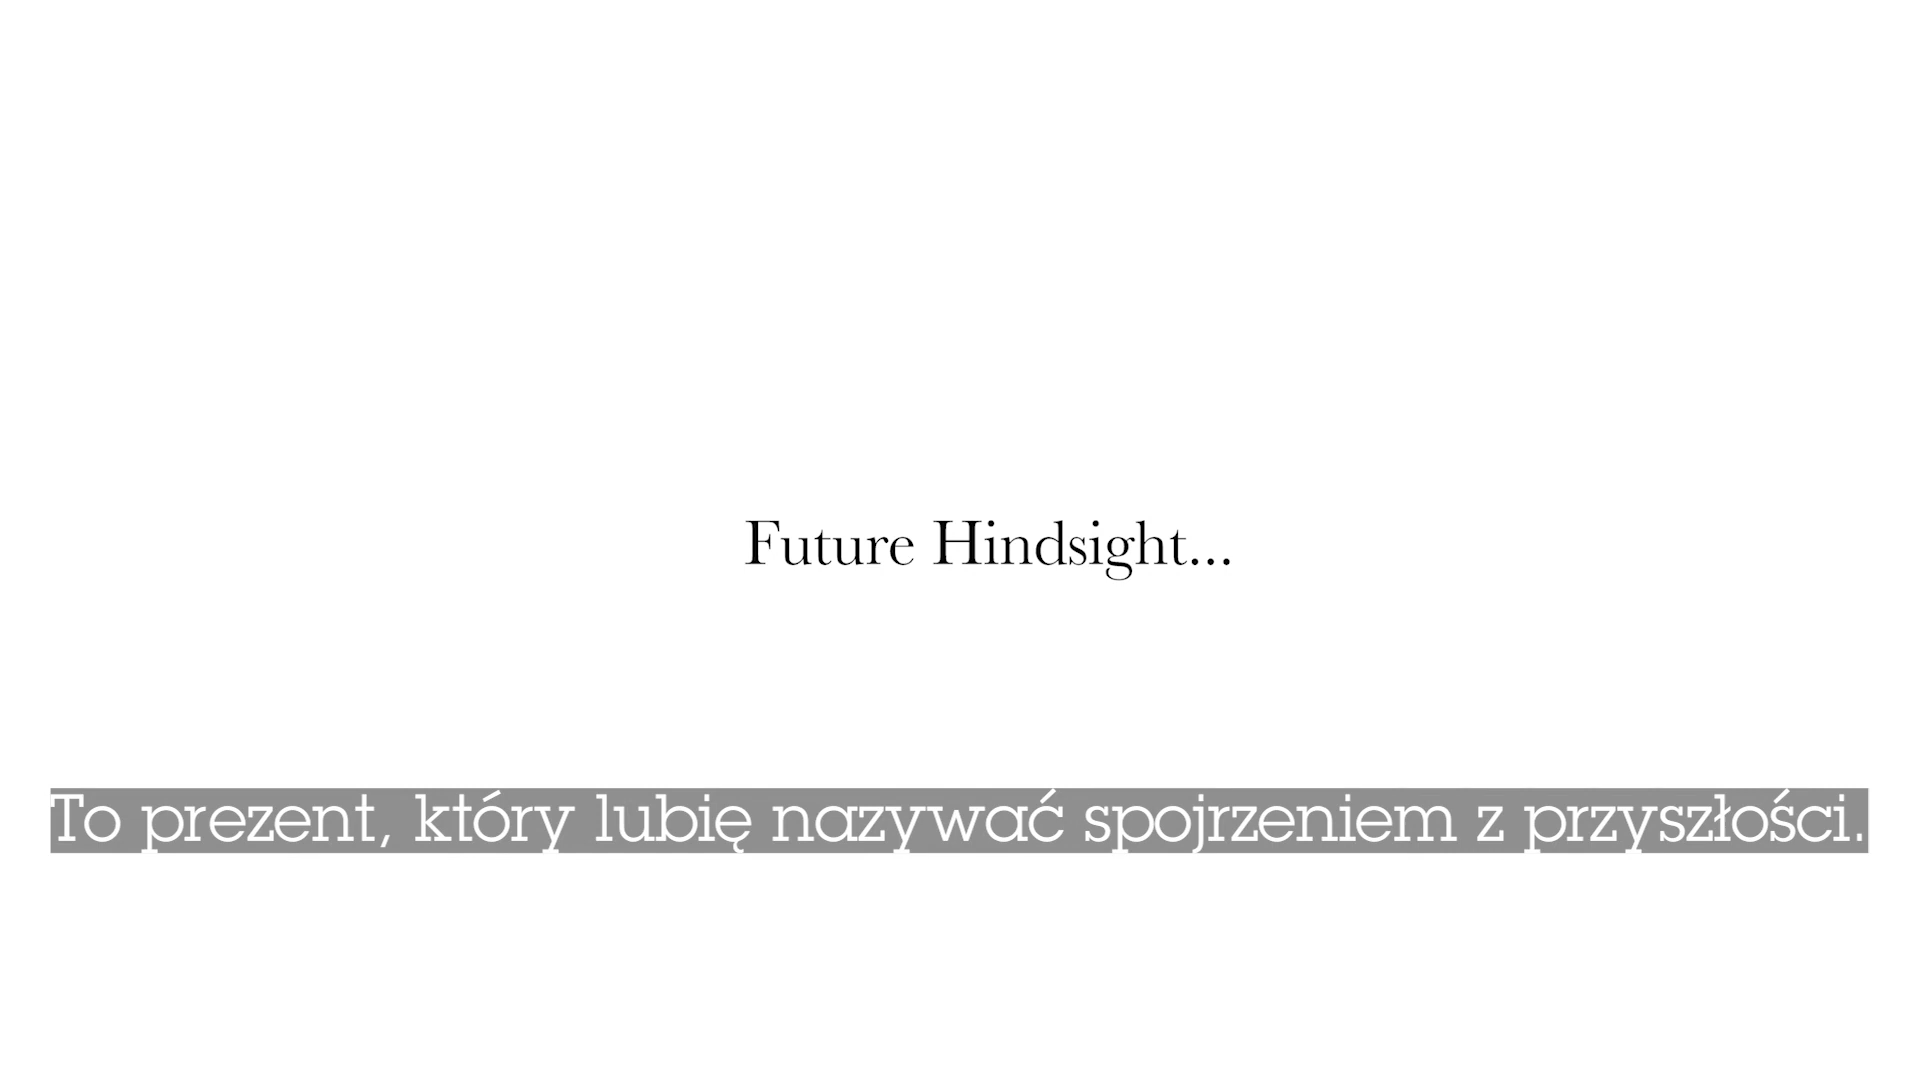 Future Hindsight...
To prezent, który lubię nazywać spojrzeniem z przyszłości.